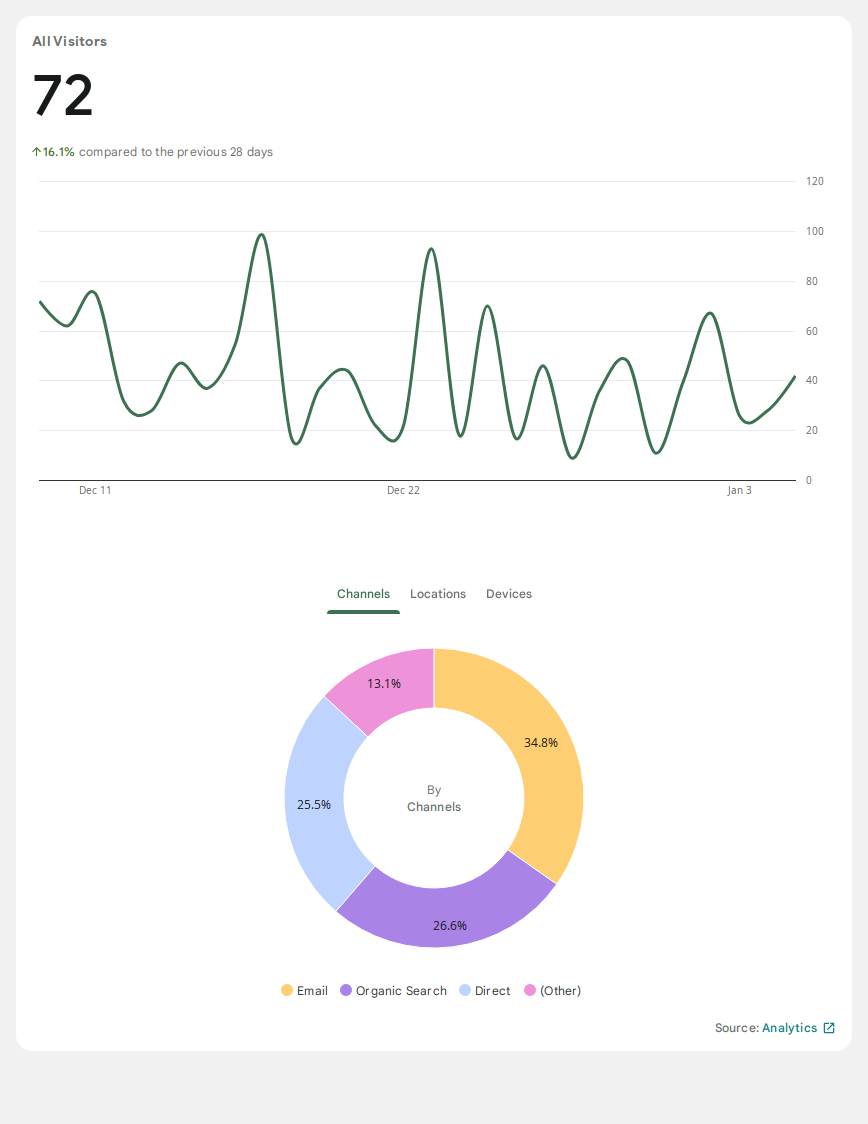 All Visitors
72
↑16.1% compared to the previous 28 days
120
100
80
60
40
20
0
Dec 11 Dec 22 Jan 3
Channels Locations Devices
13.1%
34.8%
25.5%
By
Channels
26.6%
Email Organic Search Direct (Other)
Source: Analytics